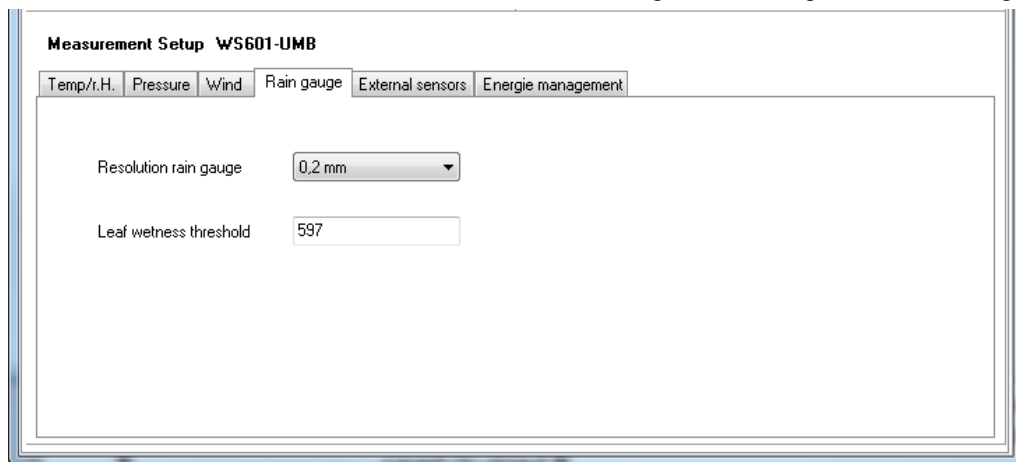 Measurement Setup WS601-UMB
Temp/r.H. Pressure Wind Rain gauge External sensors Energie management
Resolution rain gauge 0,2 mm
Leaf wetness threshold 597